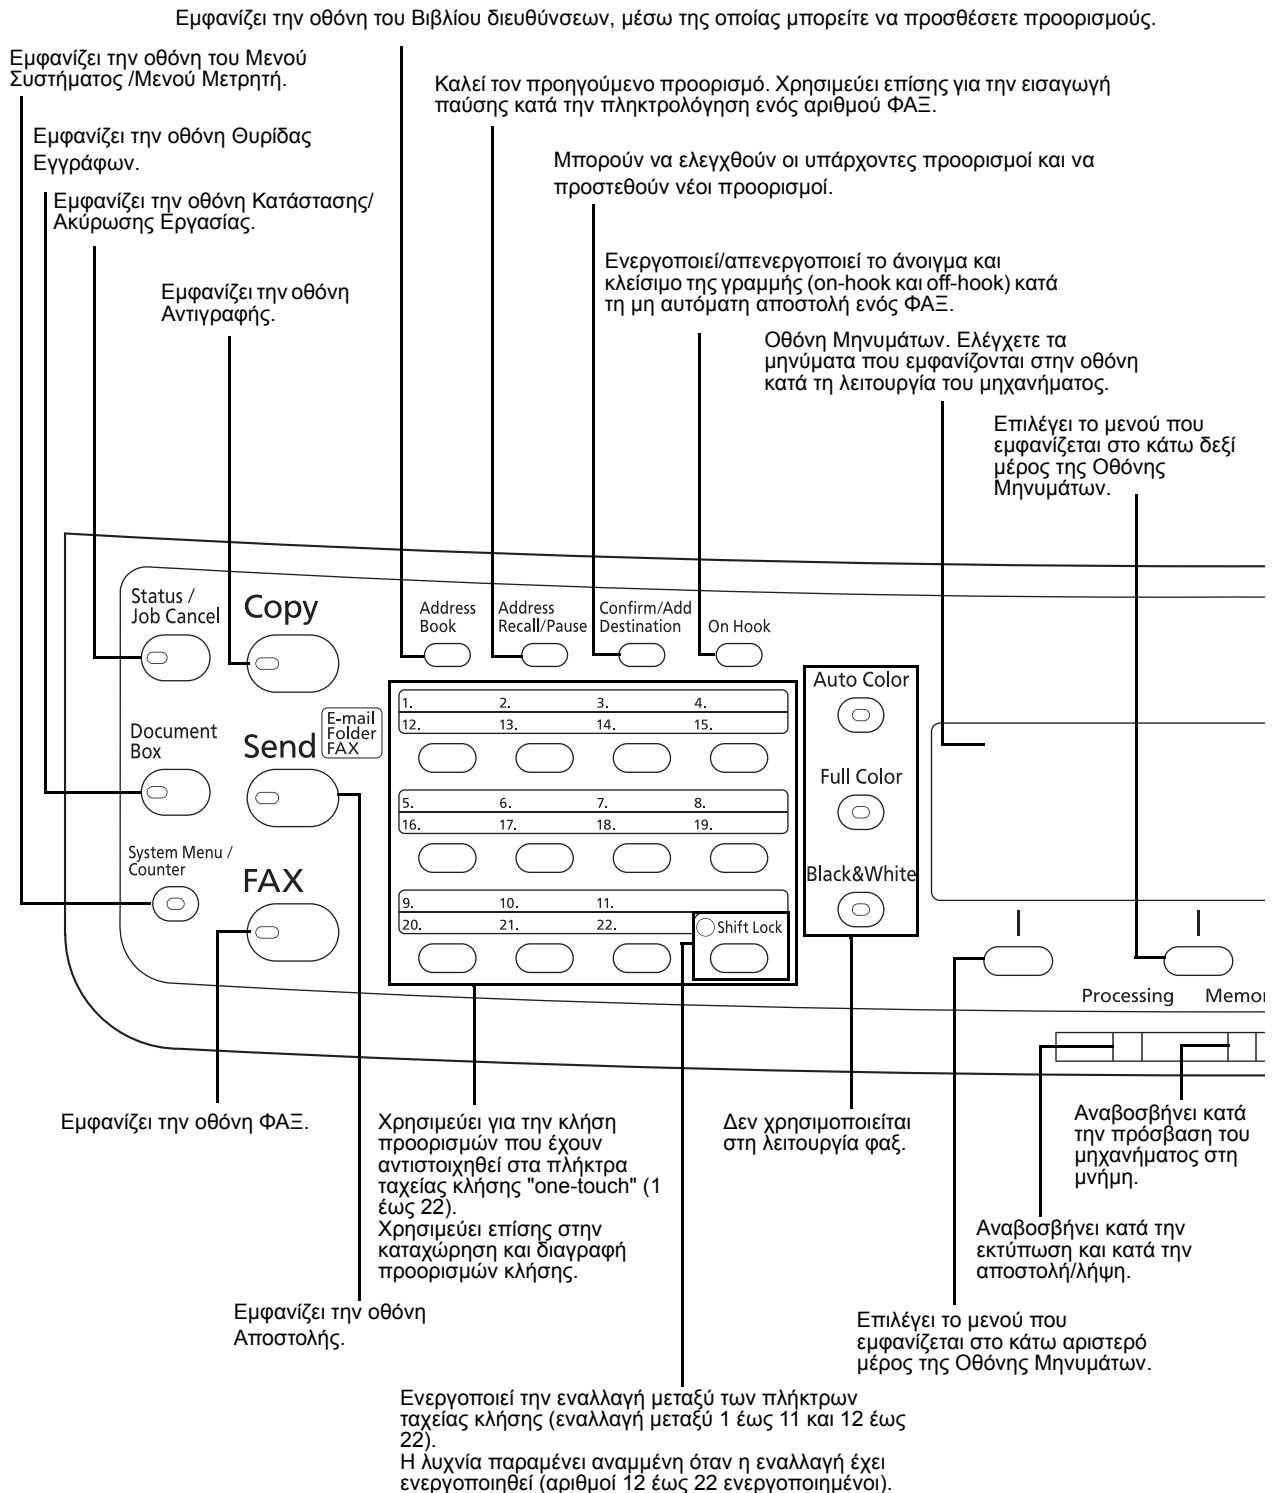 Εμφανίζει την οθόνη του Βιβλίου διευθύνσεων, μέσω της οποίας μπορείτε να προσθέσετε προορισμούς.
Εμφανίζει την οθόνη του Μενού
Συστήματος /Μενού Μετρητή.
Καλεί τον προηγούμενο προορισμό. Χρησιμεύει επίσης για την εισαγωγή
παύσης κατά την πληκτρολόγηση ενός αριθμού ΦΑΞ.
Εμφανίζει την οθόνη Θυρίδας
Εγγράφων.
Μπορούν να ελεγχθούν οι υπάρχοντες προορισμοί και να
προστεθούν νέοι προορισμοί.
Εμφανίζει την οθόνη Κατάστασης/
Ακύρωσης Εργασίας.
Ενεργοποιεί/απενεργοποιεί το άνοιγμα και
κλείσιμο της γραμμής (on-hook και off-hook) κατά
τη μη αυτόματη αποστολή ενός ΦΑΞ.
Εμφανίζει την οθόνη
Αντιγραφής.
Οθόνη Μηνυμάτων. Ελέγχετε τα
μηνύματα που εμφανίζονται στην οθόνη
κατά τη λειτουργία του μηχανήματος.
Επιλέγει το μενού που
εμφανίζεται στο κάτω δεξί
μέρος της Οθόνης
Μηνυμάτων.
Status /
Job Cancel
Copy
Address
Book
Address
Recall/Pause
Confirm/Add
Destination
On Hook
Auto Color
1. 2. 3. 4.
12. 13. 14. 15.
Document
Box
Send
E-mail
Folder
FAX
Full Color
5. 6. 7. 8.
16. 17. 18. 19.
System Menu /
Counter
FAX
Black&White
9. 10. 11.
20. 21. 22.
Shift Lock
Processing Memor
Εμφανίζει την οθόνη ΦΑΞ.
Χρησιμεύει για την κλήση
προορισμών που έχουν
αντιστοιχηθεί στα πλήκτρα
ταχείας κλήσης "one-touch" (1
έως 22).
Χρησιμεύει επίσης στην
καταχώρηση και διαγραφή
προορισμών κλήσης.
Δεν χρησιμοποιείται
στη λειτουργία φαξ.
Αναβοσβήνει κατά
την πρόσβαση του
μηχανήματος στη
μνήμη.
Αναβοσβήνει κατά την
εκτύπωση και κατά την
αποστολή/λήψη.
Εμφανίζει την οθόνη
Αποστολής.
Επιλέγει το μενού που
εμφανίζεται στο κάτω αριστερό
μέρος της Οθόνης Μηνυμάτων.
Ενεργοποιεί την εναλλαγή μεταξύ των πλήκτρων
ταχείας κλήσης (εναλλαγή μεταξύ 1 έως 11 και 12 έως
22).
Η λυχνία παραμένει αναμμένη όταν η εναλλαγή έχει
ενεργοποιηθεί (αριθμοί 12 έως 22 ενεργοποιημένοι).